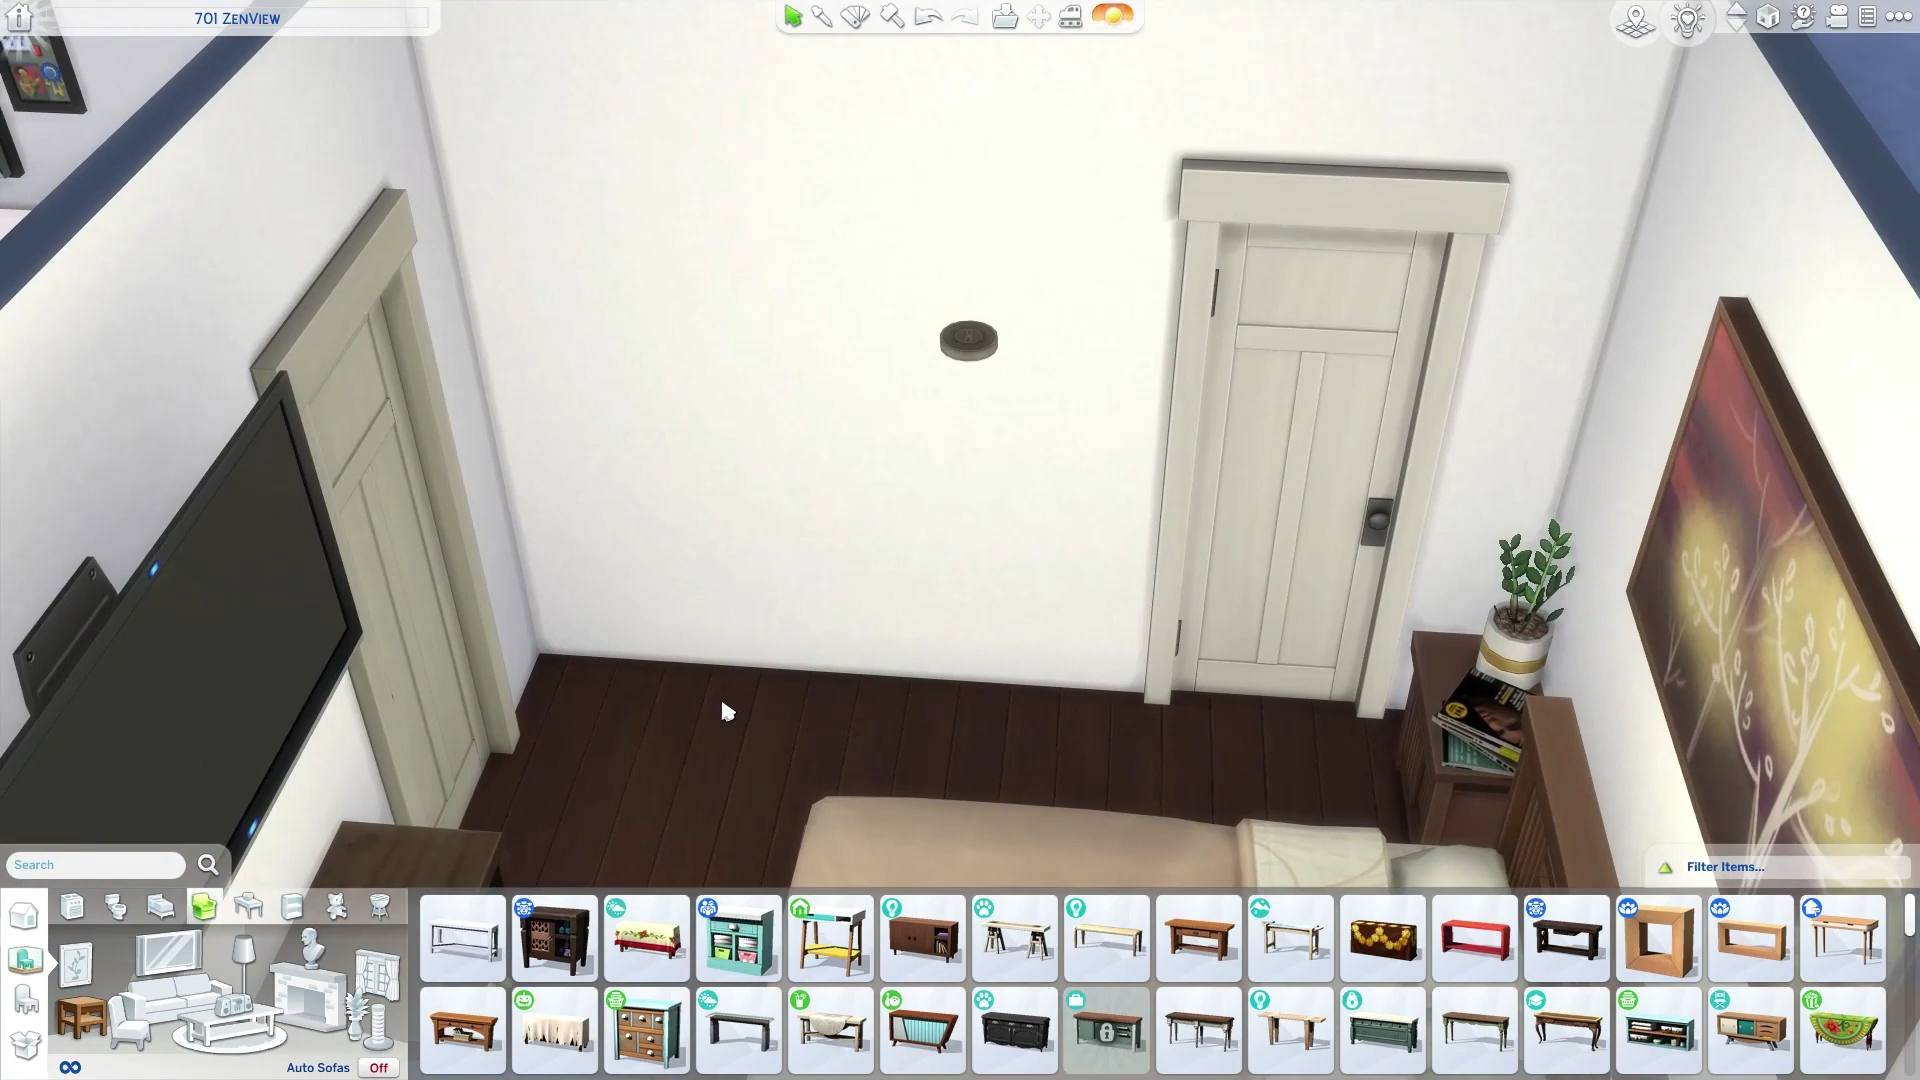 701 ZenView
Search
Filter Items...
Auto Sofas
Off